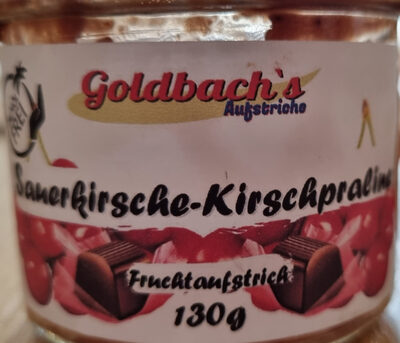 Goldbach`s
Aufstriche
Sauerkirsche-Kirschpraline
Fruchtaufstrich
130g